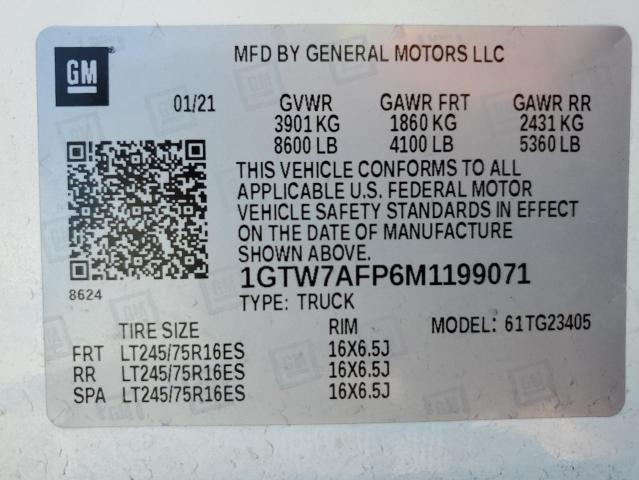 GM
MFD BY GENERAL MOTORS LLC
01/21 GVWR GAWR FRT GAWR RR
3901 KG 1860 KG 2431 KG
8600 LB 4100 LB 5360 LB
THIS VEHICLE CONFORMS TO ALL
APPLICABLE U.S. FEDERAL MOTOR
VEHICLE SAFETY STANDARDS IN EFFECT
ON THE DATE OF MANUFACTURE
SHOWN ABOVE.
8624
1GTW7AFP6M1199071
TYPE: TRUCK
TIRE SIZE RIM MODEL: 61TG23405
FRT LT245/75R16ES 16X6.5J
RR LT245/75R16ES 16X6.5J
SPA LT245/75R16ES 16X6.5J